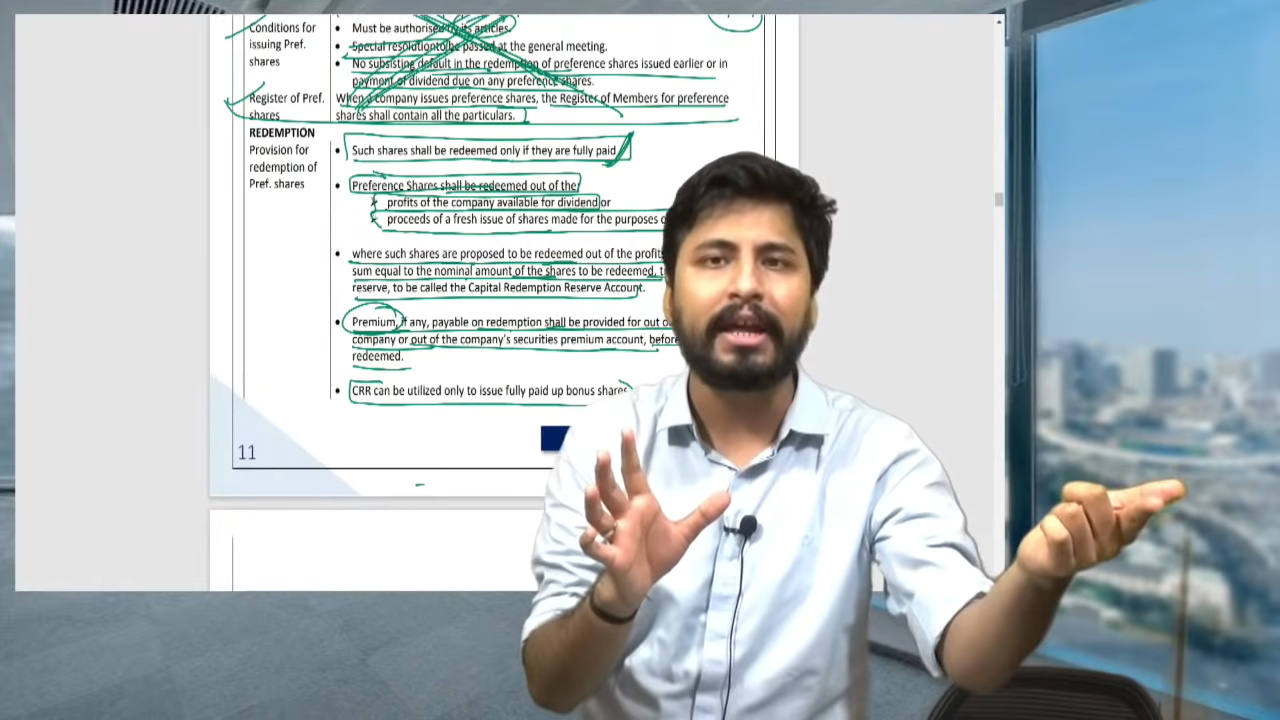 Conditions for
issuing Pref.
shares
• Must be authorised by its articles.
• Special resolution to be passed at the general meeting.
• No subsisting default in the redemption of preference shares issued earlier or in
payment of dividend due on any preference shares.
Register of Pref.
shares
When a company issues preference shares, the Register of Members for preference
shares shall contain all the particulars.
REDEMPTION
Provision for
redemption of
Pref. shares
• Such shares shall be redeemed only if they are fully paid
• Preference Shares shall be redeemed out of the
profits of the company available for dividend or
proceeds of a fresh issue of shares made for the purposes
• where such shares are proposed to be redeemed out of the profits
sum equal to the nominal amount of the shares to be redeemed,
reserve, to be called the Capital Redemption Reserve Account.
• Premium, if any, payable on redemption shall be provided for out
company or out of the company's securities premium account, before
redeemed.
• CRR can be utilized only to issue fully paid up bonus shares
11